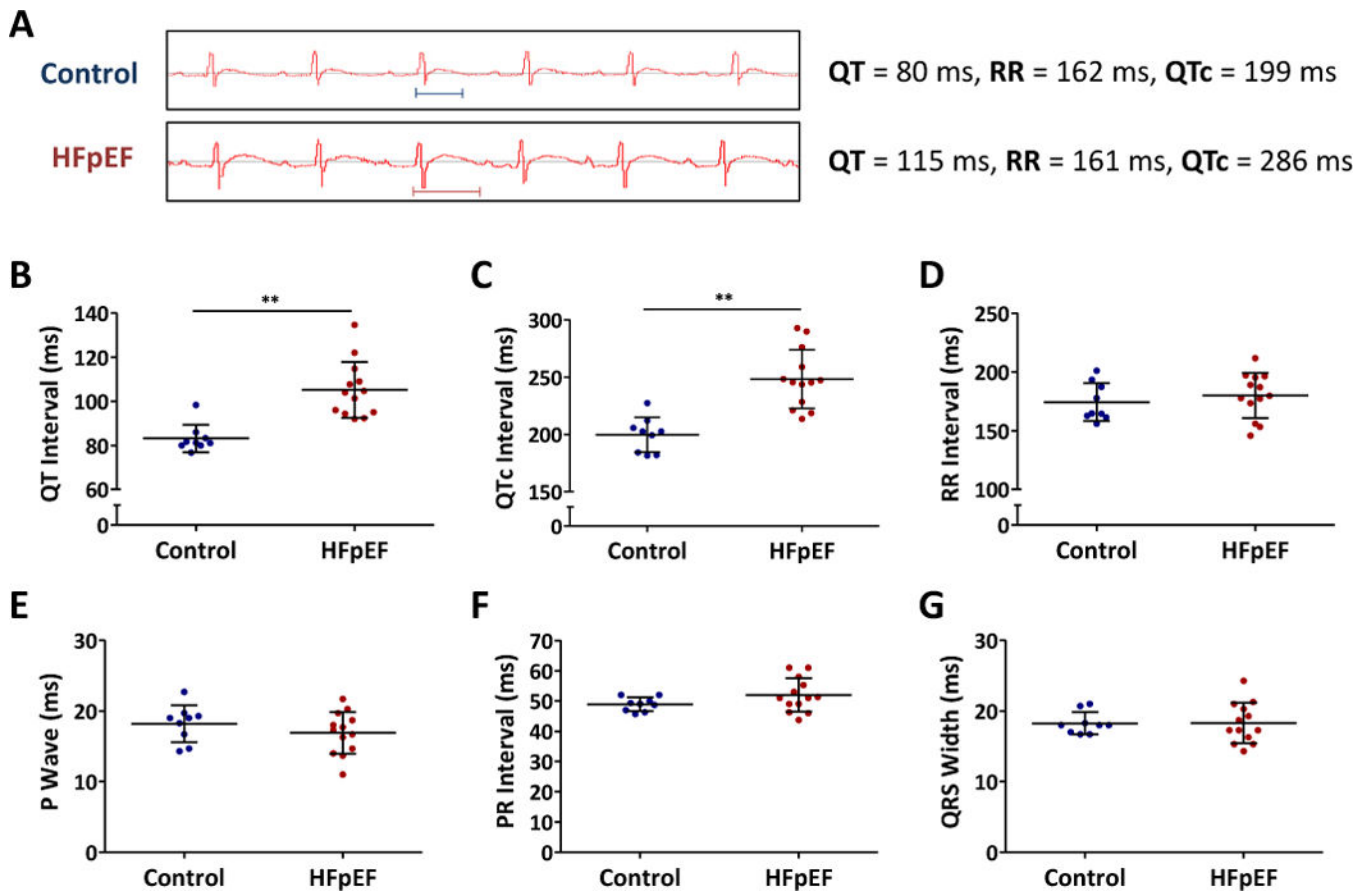 A
Control
QT = 80 ms, RR = 162 ms, QTc = 199 ms
HFpEF
QT = 115 ms, RR = 161 ms, QTc = 286 ms
B
QT Interval (ms)
140
120
100
80
60
0
**
Control HFpEF
C
QTc Interval (ms)
300
250
200
150
0
**
Control HFpEF
D
RR Interval (ms)
250
200
150
100
0
Control HFpEF
E
P Wave (ms)
30
20
10
0
Control HFpEF
F
PR Interval (ms)
70
60
50
40
30
20
10
0
Control HFpEF
G
QRS Width (ms)
30
20
10
0
Control HFpEF